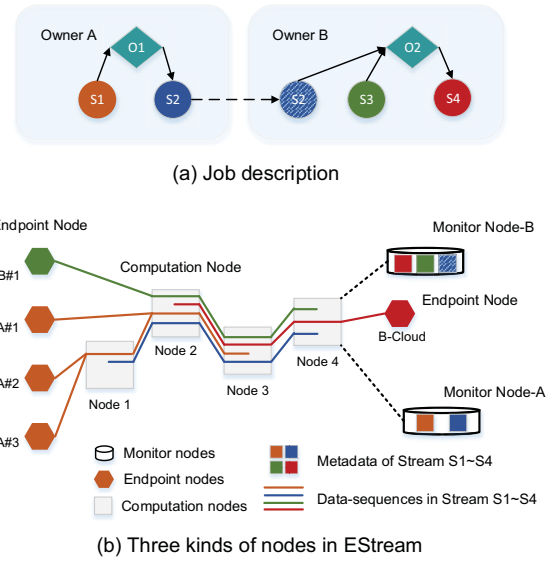 Owner A
Owner B
O1
O2
S1
S2
S2
S3
S4
(a) Job description
ndpoint Node
Monitor Node-B
B#1
Computation Node
Endpoint Node
A#1
Node 2
B-Cloud
A#2
Node 1
Node 3
Node 4
Monitor Node-A
A#3
Monitor nodes
Metadata of Stream S1~S4
Endpoint nodes
Computation nodes
Data-sequences in Stream S1~S4
(b) Three kinds of nodes in EStream